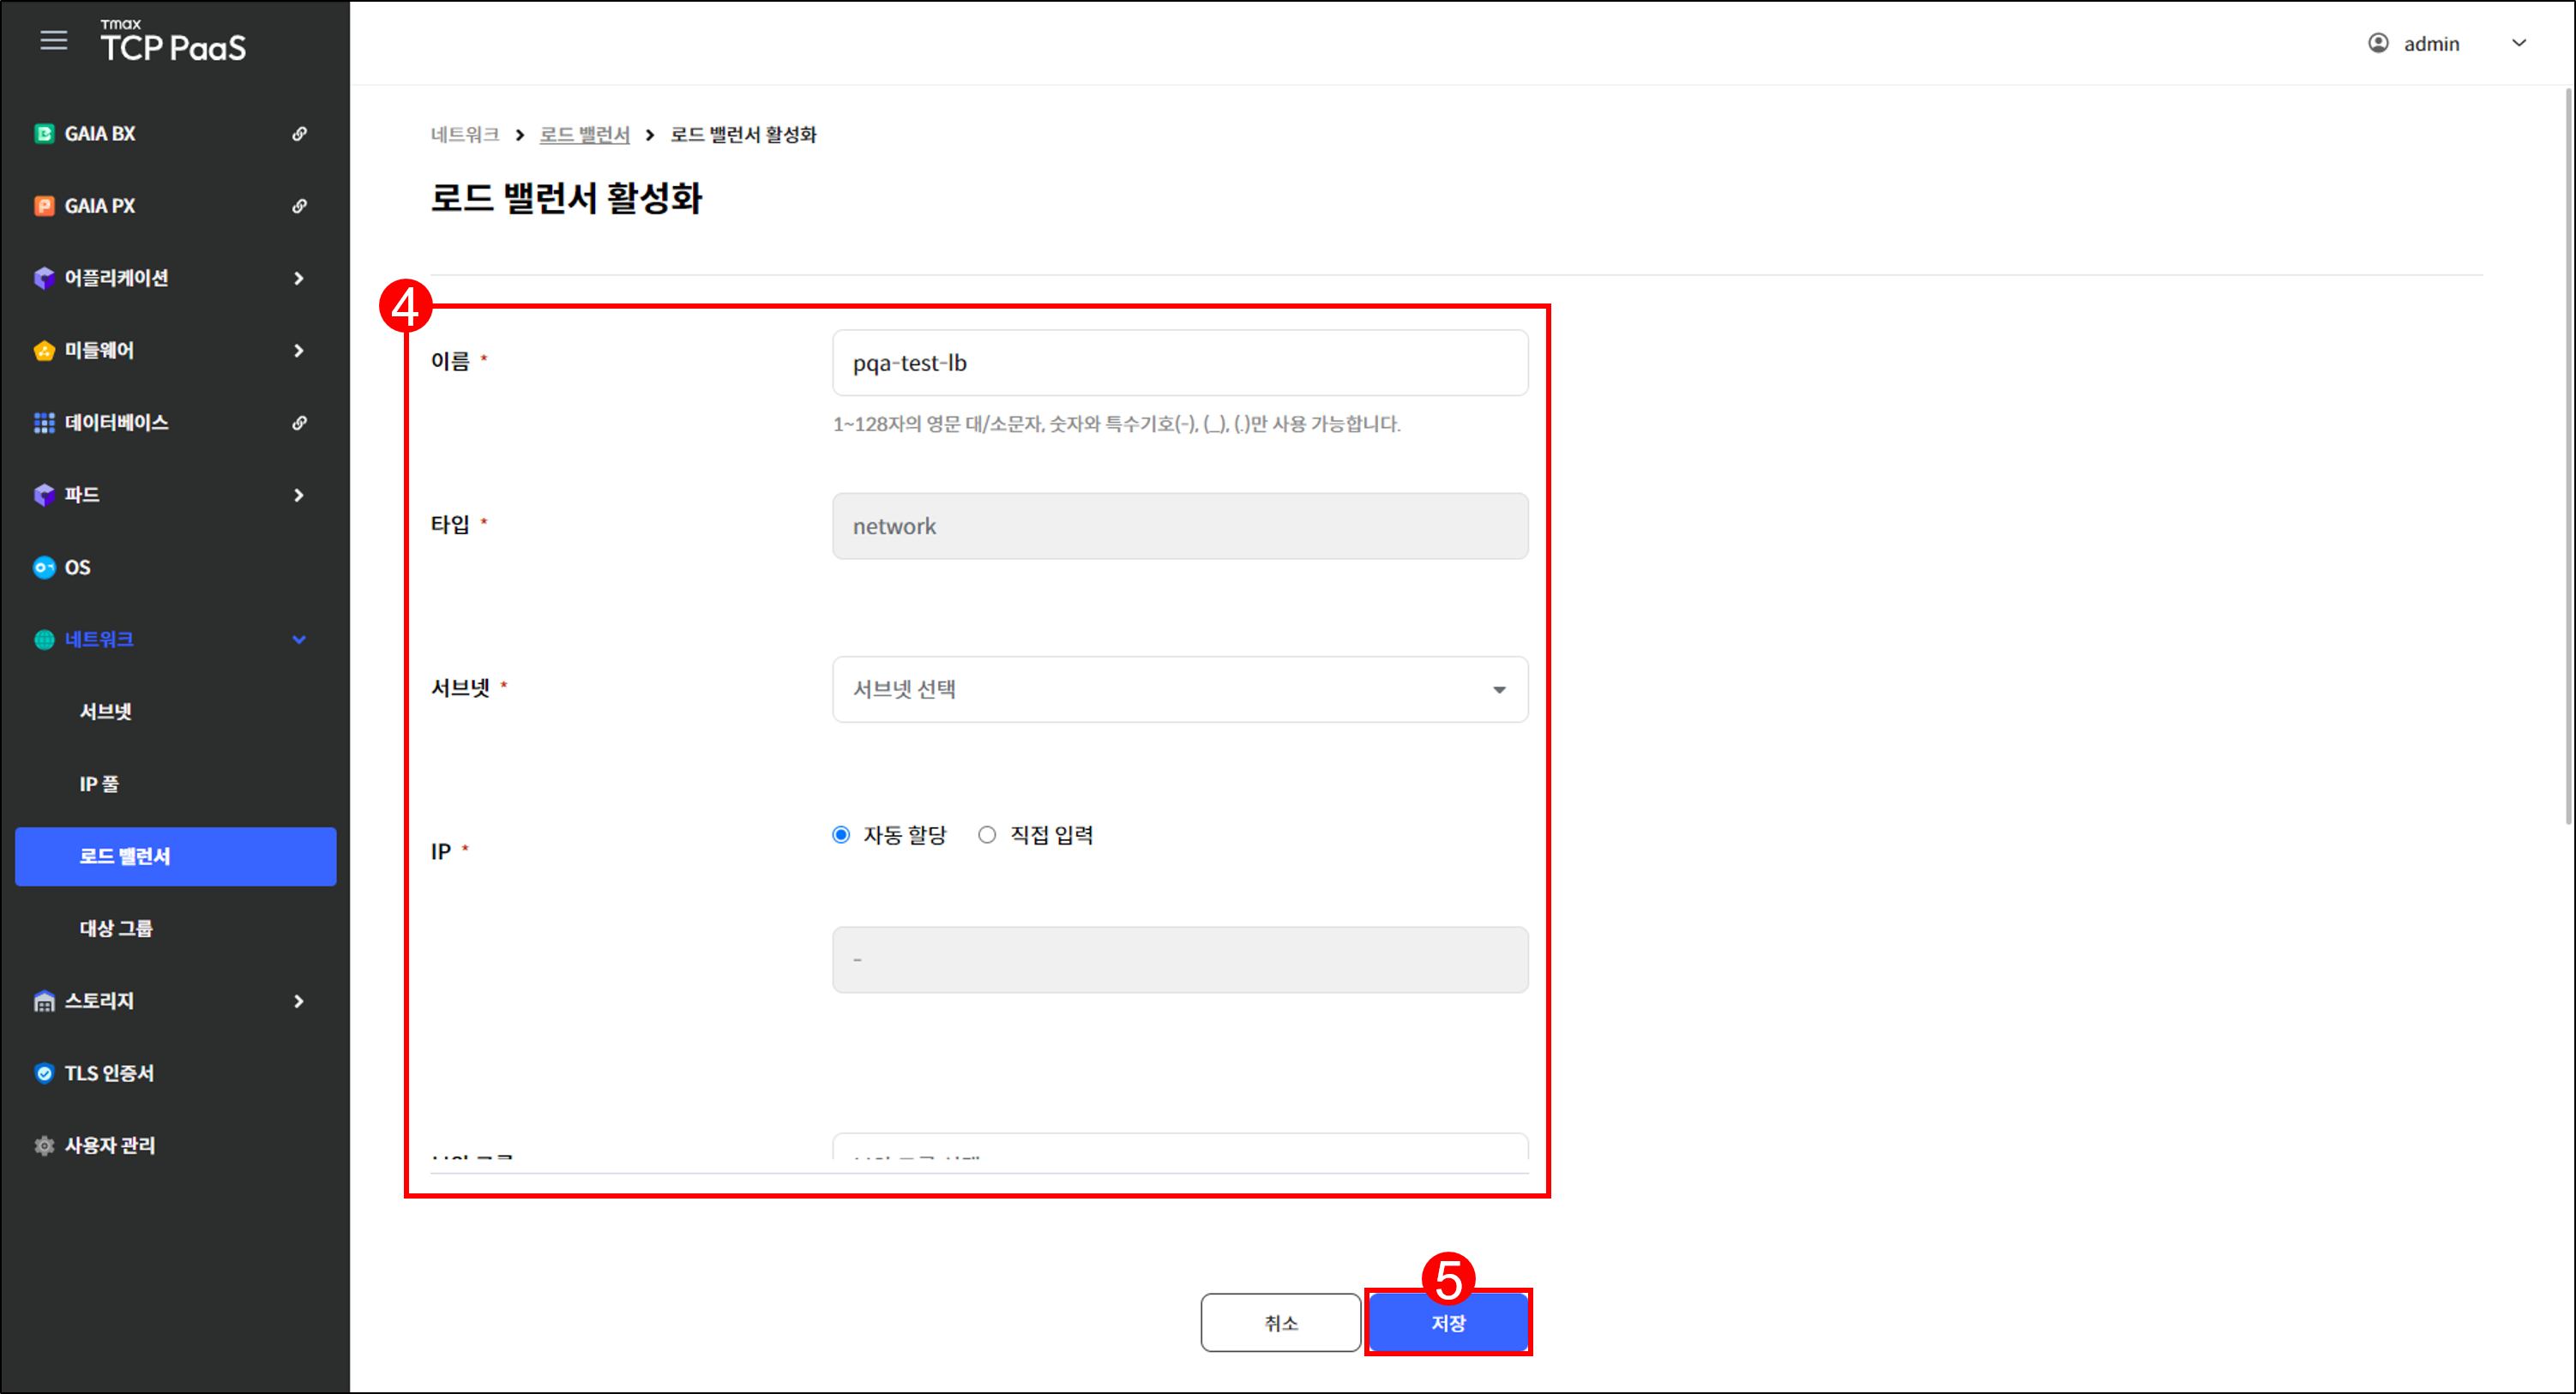 Tmax
TCP PaaS
admin
GAIA BX
GAIA PX
어플리케이션
미들웨어
데이터베이스
파드
OS
네트워크
서브넷
IP 풀
로드 밸런서
대상 그룹
스토리지
TLS 인증서
사용자 관리
네트워크 > 로드 밸런서 > 로드 밸런서 활성화
로드 밸런서 활성화
4
이름 *
pqa-test-lb
1~128자의 영문 대/소문자, 숫자와 특수기호(-), (_), (.)만 사용 가능합니다.
타입 *
network
서브넷 *
서브넷 선택
IP *
자동 할당 직접 입력
-
5
취소 저장